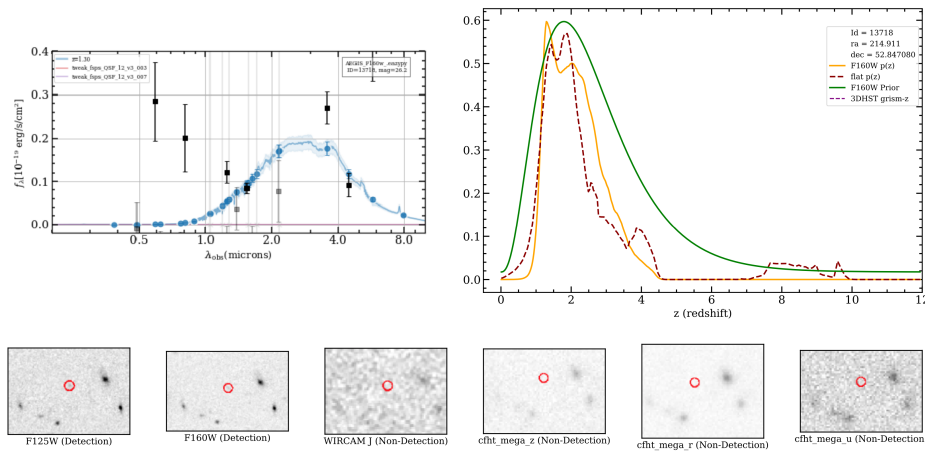 0.4
0.3
0.2
0.1
0.0
f_λ[10⁻¹⁹ erg/s/cm²]
z=1.30
tweak_fsps_QSF_12_v3_003
tweak_fsps_QSF_12_v3_007
ID=13718, mag=26.2
0.5 1.0 2.0 4.0 8.0
λ_obs(microns)
0.6
0.5
0.4
0.3
0.2
0.1
0.0
Id = 13718
ra = 214.911
dec = 52.847080
F160W p(z)
flat p(z)
F160W Prior
3DHST grism-z
0 2 4 6 8 10 12
z (redshift)
F125W (Detection)
F160W (Detection)
WIRCAM J (Non-Detection)
cfht_mega_z (Non-Detection)
cfht_mega_r (Non-Detection)
cfht_mega_u (Non-Detection